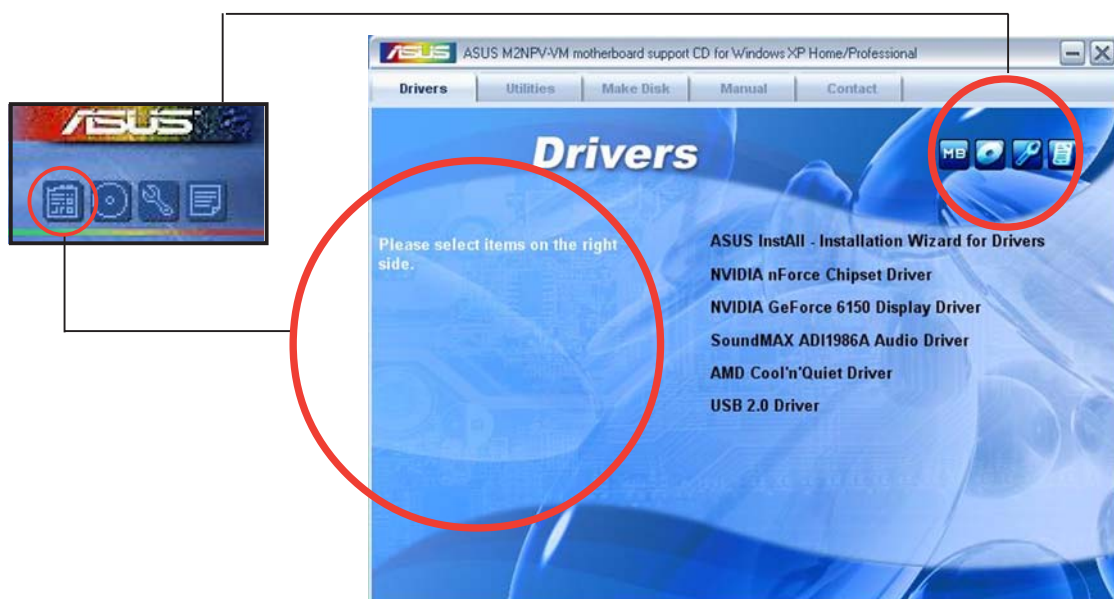 ASUS
ASUS ASUS M2NPV-VM motherboard support CD for Windows XP Home/Professional
Drivers Utilities Make Disk Manual Contact
Drivers
MB
Please select items on the right
side.
ASUS InstAll - Installation Wizard for Drivers
NVIDIA nForce Chipset Driver
NVIDIA GeForce 6150 Display Driver
SoundMAX ADI1986A Audio Driver
AMD Cool'n'Quiet Driver
USB 2.0 Driver